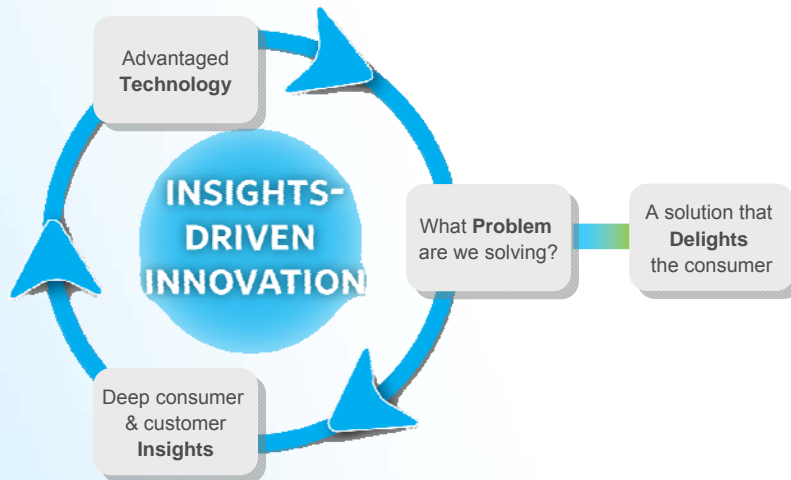 Advantaged
Technology
INSIGHTS-
DRIVEN
INNOVATION
What Problem
are we solving?
A solution that
Delights
the consumer
Deep consumer
& customer
Insights